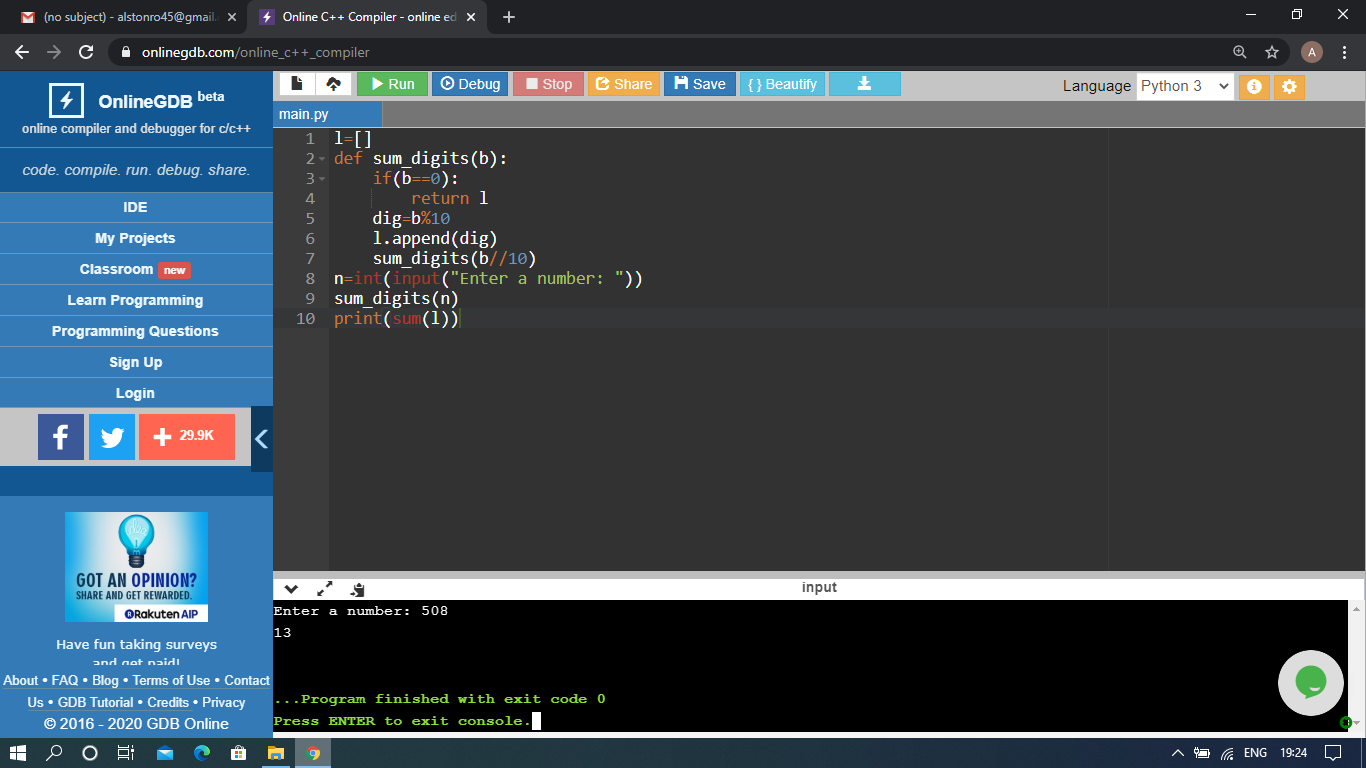 (no subject) - alstonro45@gmail.
Online C++ Compiler - online ed
onlinegdb.com/online_c++_compiler
A
OnlineGDB beta
online compiler and debugger for c/c++
code. compile. run. debug. share.
IDE
My Projects
Classroom new
Learn Programming
Programming Questions
Sign Up
Login
29.9K
GOT AN OPINION?
SHARE AND GET REWARDED.
Rakuten AIP
Have fun taking surveys
and get paid!
About • FAQ • Blog • Terms of Use • Contact
Us • GDB Tutorial • Credits • Privacy
© 2016 - 2020 GDB Online
Run Debug Stop Share Save { } Beautify
Language Python 3
main.py
1 l=[]
2 def sum_digits(b):
3 if(b==0):
4 return l
5 dig=b%10
6 l.append(dig)
7 sum_digits(b//10)
8 n=int(input("Enter a number: "))
9 sum_digits(n)
10 print(sum(l))
input
Enter a number: 508
13
...Program finished with exit code 0
Press ENTER to exit console.
ENG 19:24